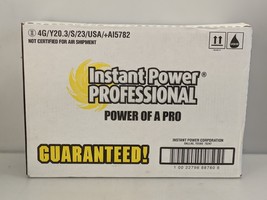 4G/Y20.3/S/23/USA/+AI5782
NOT CERTIFIED FOR AIR SHIPMENT
Instant Power®
PROFESSIONAL
POWER OF A PRO
GUARANTEED!
INSTANT POWER CORPORATION